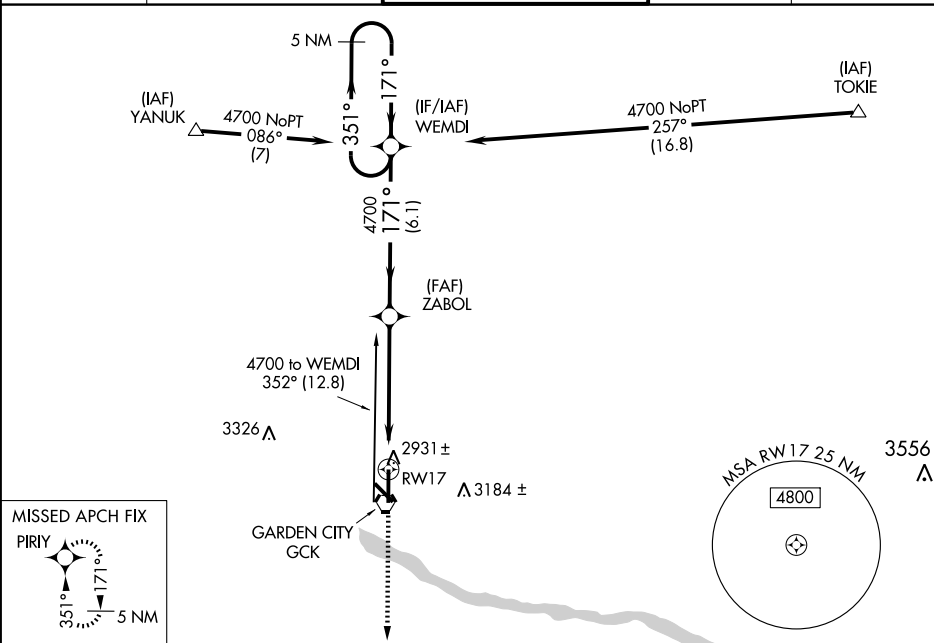 5 NM
171°
351°
(IAF)
YANUK
4700 NoPT
086°
(7)
(IF/IAF)
WEMDI
4700 NoPT
257°
(16.8)
(IAF)
TOKIE
4700
171°
(6.1)
(FAF)
ZABOL
4700 to WEMDI
352° (12.8)
3326
2931 ±
RW17
3184 ±
GARDEN CITY
GCK
MSA RW17 25 NM
4800
3556
MISSED APCH FIX
PIRIY
351°
171°
5 NM